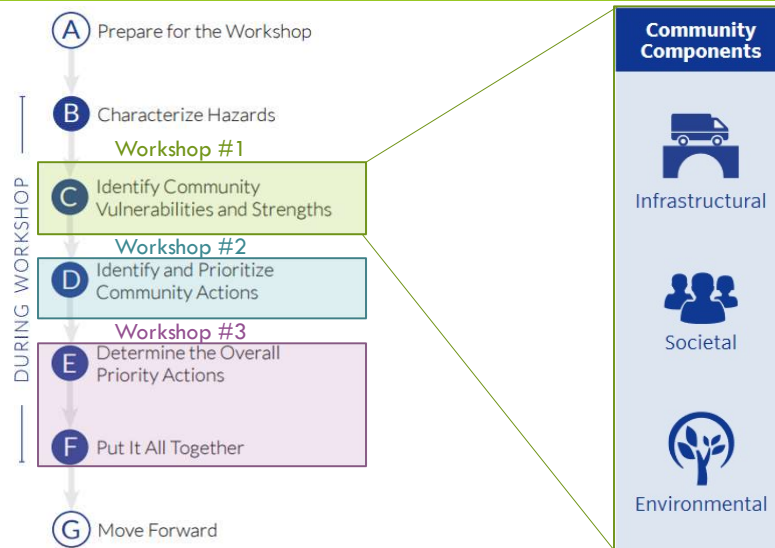 A Prepare for the Workshop
DURING WORKSHOP
B Characterize Hazards
Workshop #1
C Identify Community
Vulnerabilities and Strengths
Workshop #2
D Identify and Prioritize
Community Actions
Workshop #3
E Determine the Overall
Priority Actions
F Put It All Together
G Move Forward
Community
Components
Infrastructural
Societal
Environmental